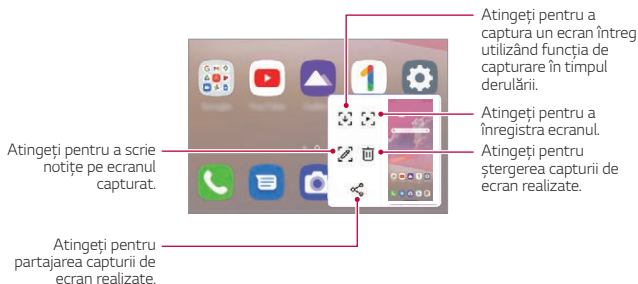 Atingeți pentru a
captura un ecran întreg
utilizând funcția de
capturare în timpul
derulării.
Atingeți pentru a
înregistra ecranul.
Atingeți pentru
ștergerea capturii de
ecran realizate.
Atingeți pentru a scrie
notițe pe ecranul
capturat.
Atingeți pentru
partajarea capturii de
ecran realizate.